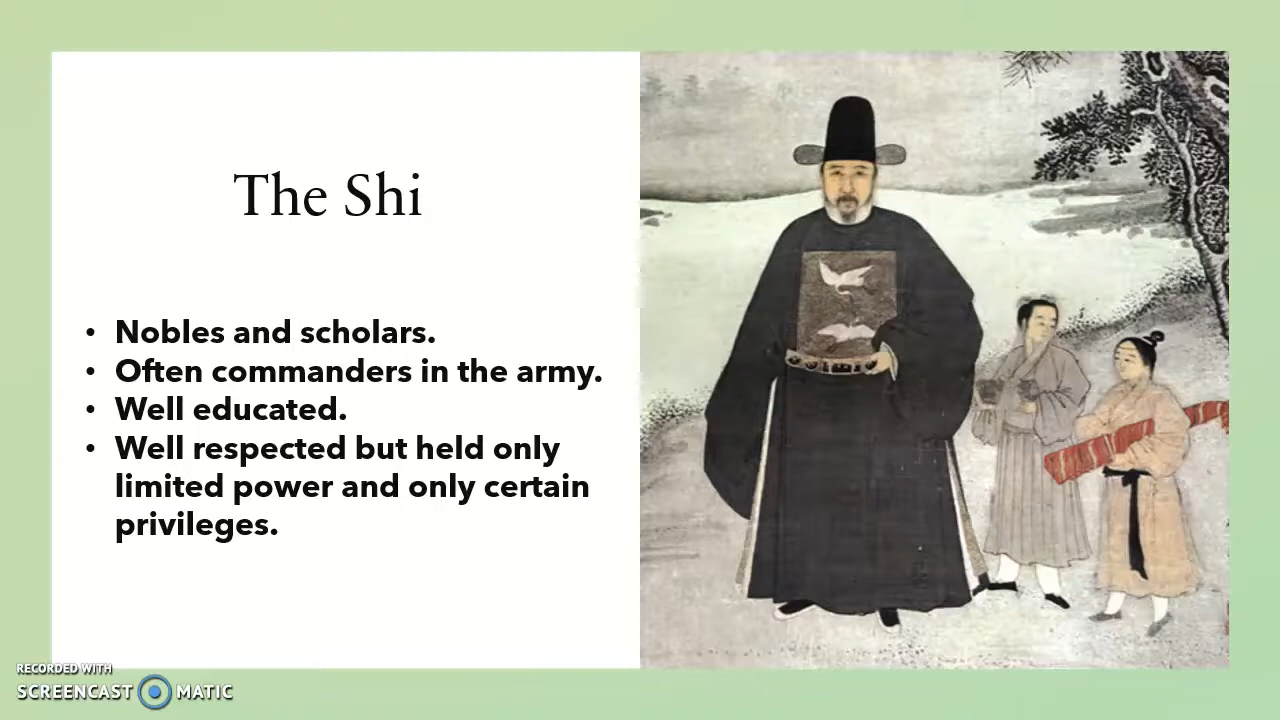 The Shi
• Nobles and scholars.
• Often commanders in the army.
• Well educated.
• Well respected but held only
limited power and only certain
privileges.
RECORDED WITH
SCREENCAST MATIC